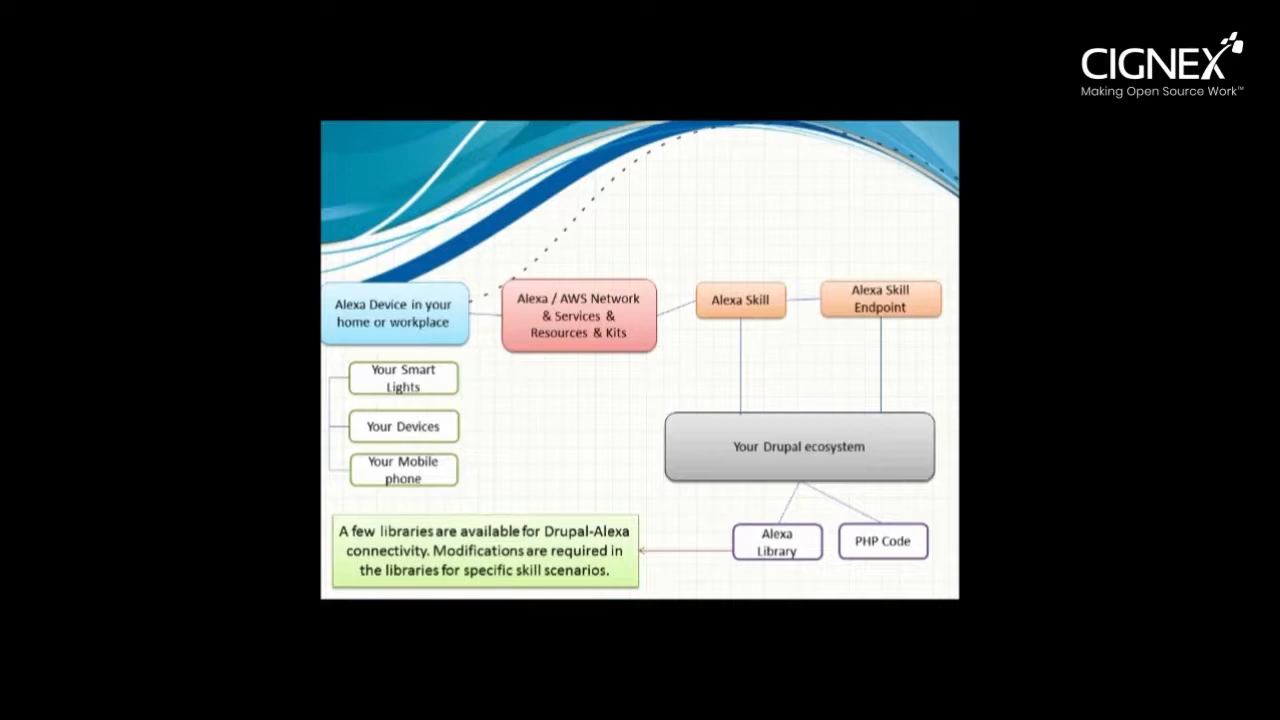 CIGNEX
Making Open Source Work™
Alexa Device in your
home or workplace
Alexa / AWS Network
& Services &
Resources & Kits
Alexa Skill
Alexa Skill
Endpoint
Your Smart
Lights
Your Devices
Your Mobile
phone
Your Drupal ecosystem
A few libraries are available for Drupal-Alexa
connectivity. Modifications are required in
the libraries for specific skill scenarios.
Alexa
Library
PHP Code